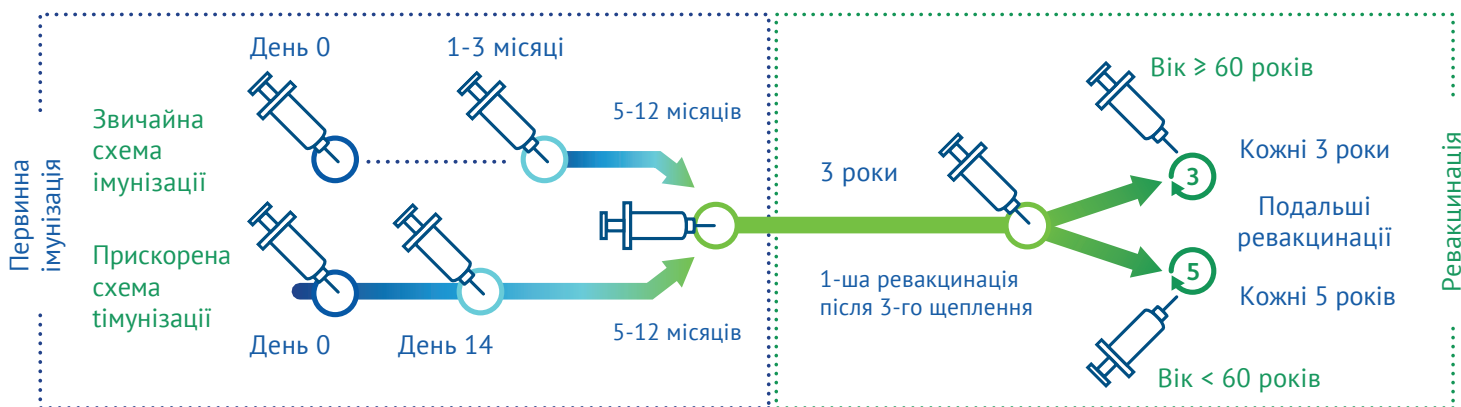 Первинна
імунізація
Звичайна
схема
імунізації
День 0
1-3 місяці
5-12 місяців
Прискорена
схема
tімунізації
День 0
День 14
5-12 місяців
3 роки
1-ша ревакцинація
після 3-го щеплення
Вік ⩾ 60 років
3
Кожні 3 роки
Подальші
ревакцинації
5
Кожні 5 років
Вік < 60 років
Ревакцинація